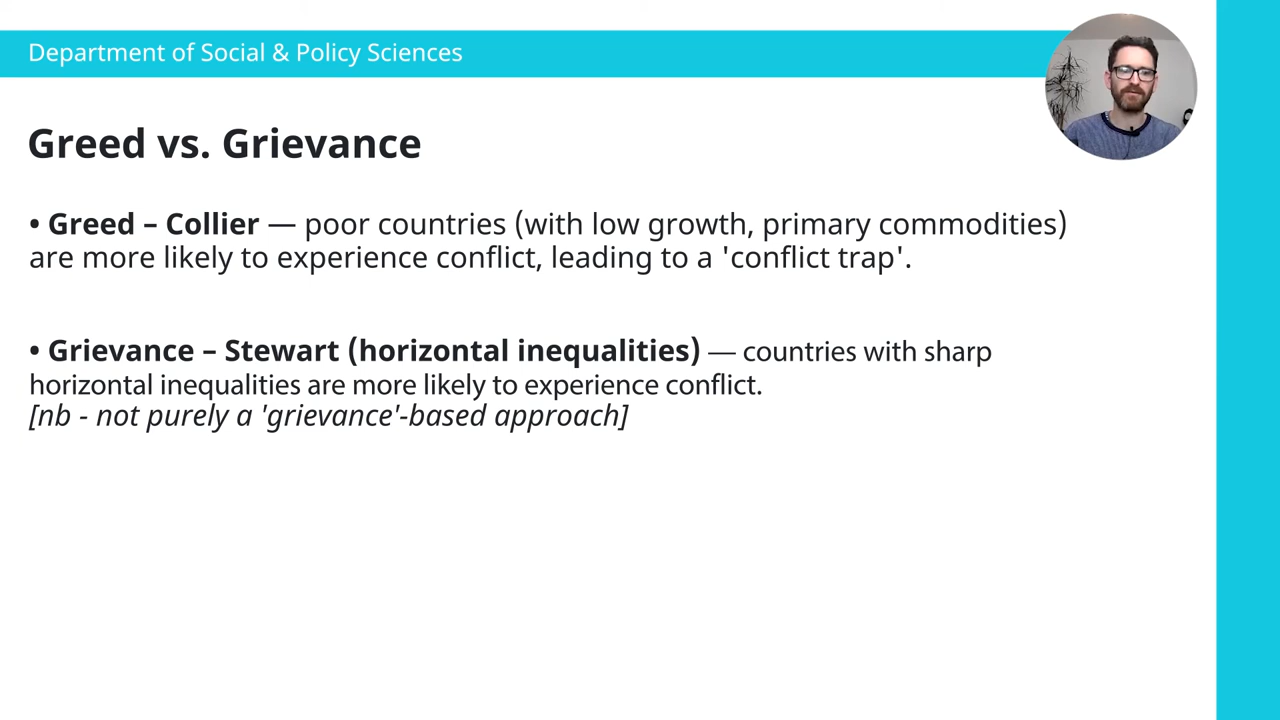 Department of Social & Policy Sciences
Greed vs. Grievance
• Greed – Collier — poor countries (with low growth, primary commodities)
are more likely to experience conflict, leading to a 'conflict trap'.
• Grievance – Stewart (horizontal inequalities) — countries with sharp
horizontal inequalities are more likely to experience conflict.
[nb - not purely a 'grievance'-based approach]